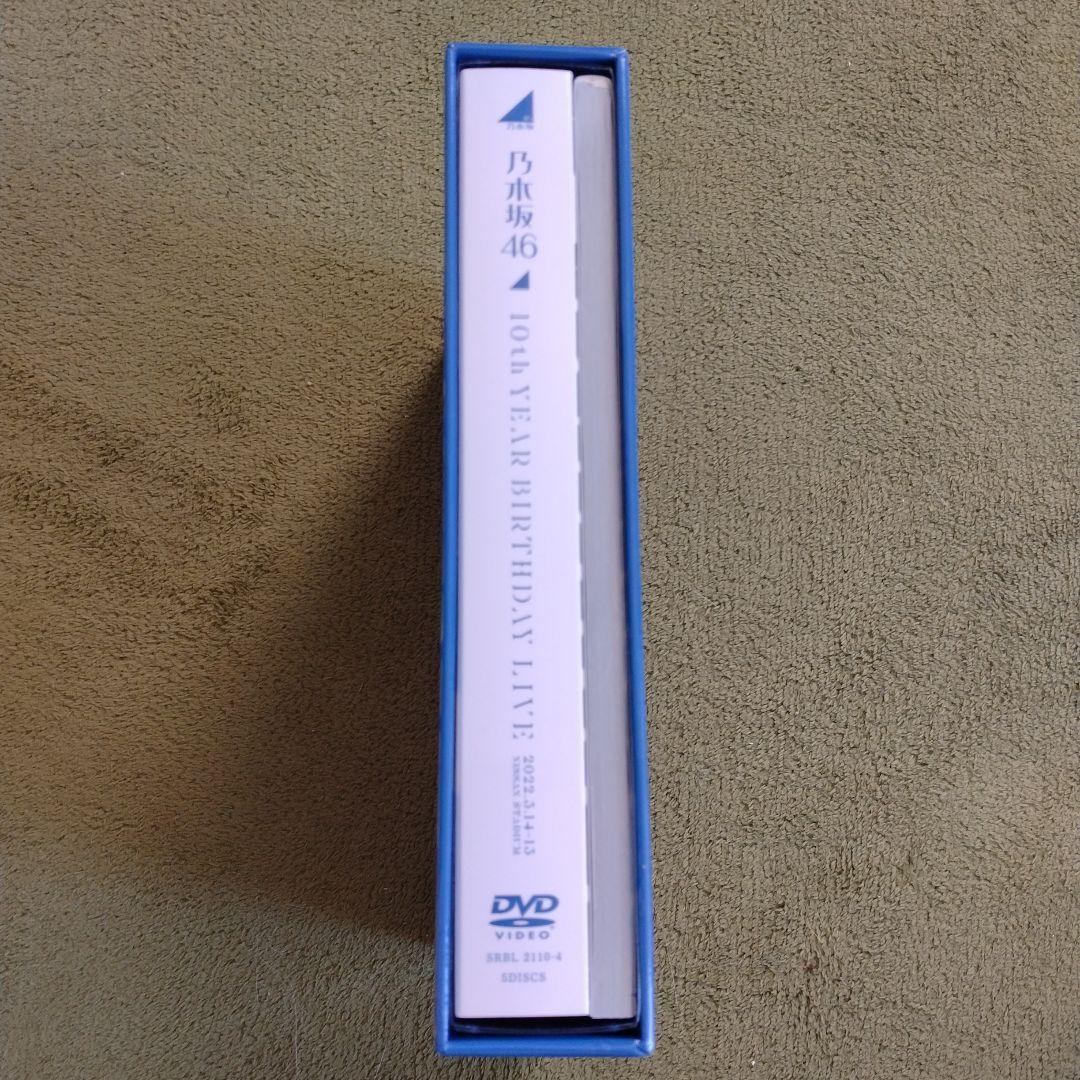 乃木坂
乃木坂46
10th YEAR BIRTHDAY LIVE
2022.5.14-15
NISSAN STADIUM
DVD
VIDEO
SRBL 2110-4
5DISCS